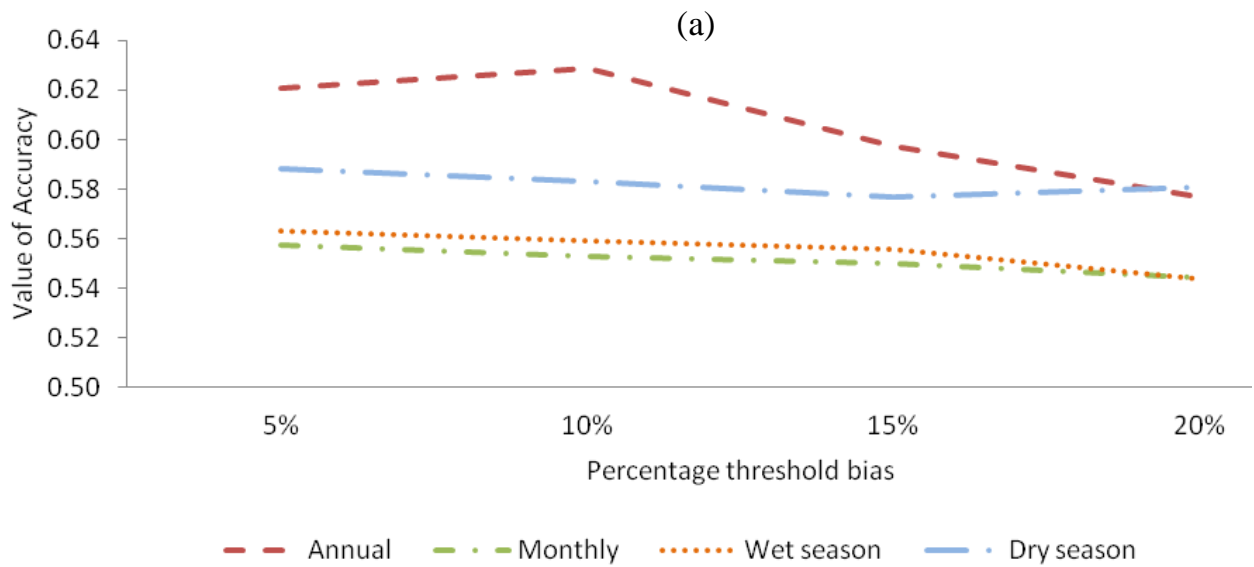 (a)
0.64
0.62
0.60
0.58
0.56
0.54
0.52
0.50
Value of Accuracy
5% 10% 15% 20%
Percentage threshold bias
Annual Monthly Wet season Dry season